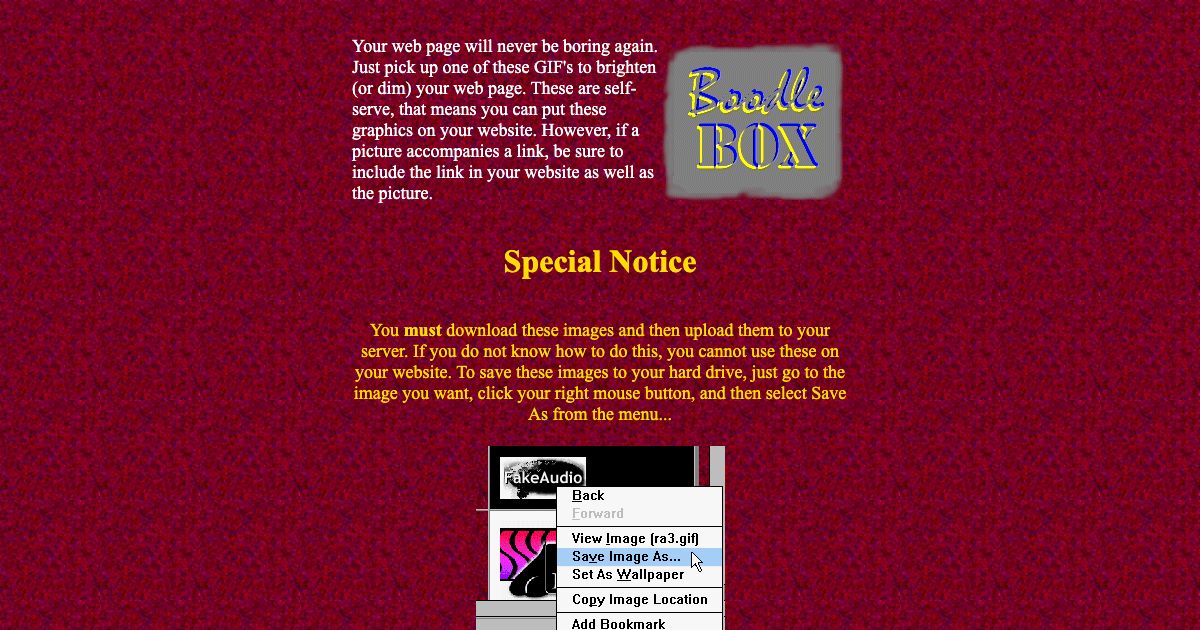 Your web page will never be boring again.
Just pick up one of these GIF's to brighten
(or dim) your web page. These are self-
serve, that means you can put these
graphics on your website. However, if a
picture accompanies a link, be sure to
include the link in your website as well as
the picture.
Boodle
BOX
Special Notice
You must download these images and then upload them to your
server. If you do not know how to do this, you cannot use these on
your website. To save these images to your hard drive, just go to the
image you want, click your right mouse button, and then select Save
As from the menu...
FakeAudio
Back
Forward
View Image (ra3.gif)
Save Image As...
Set As Wallpaper
Copy Image Location
Add Bookmark